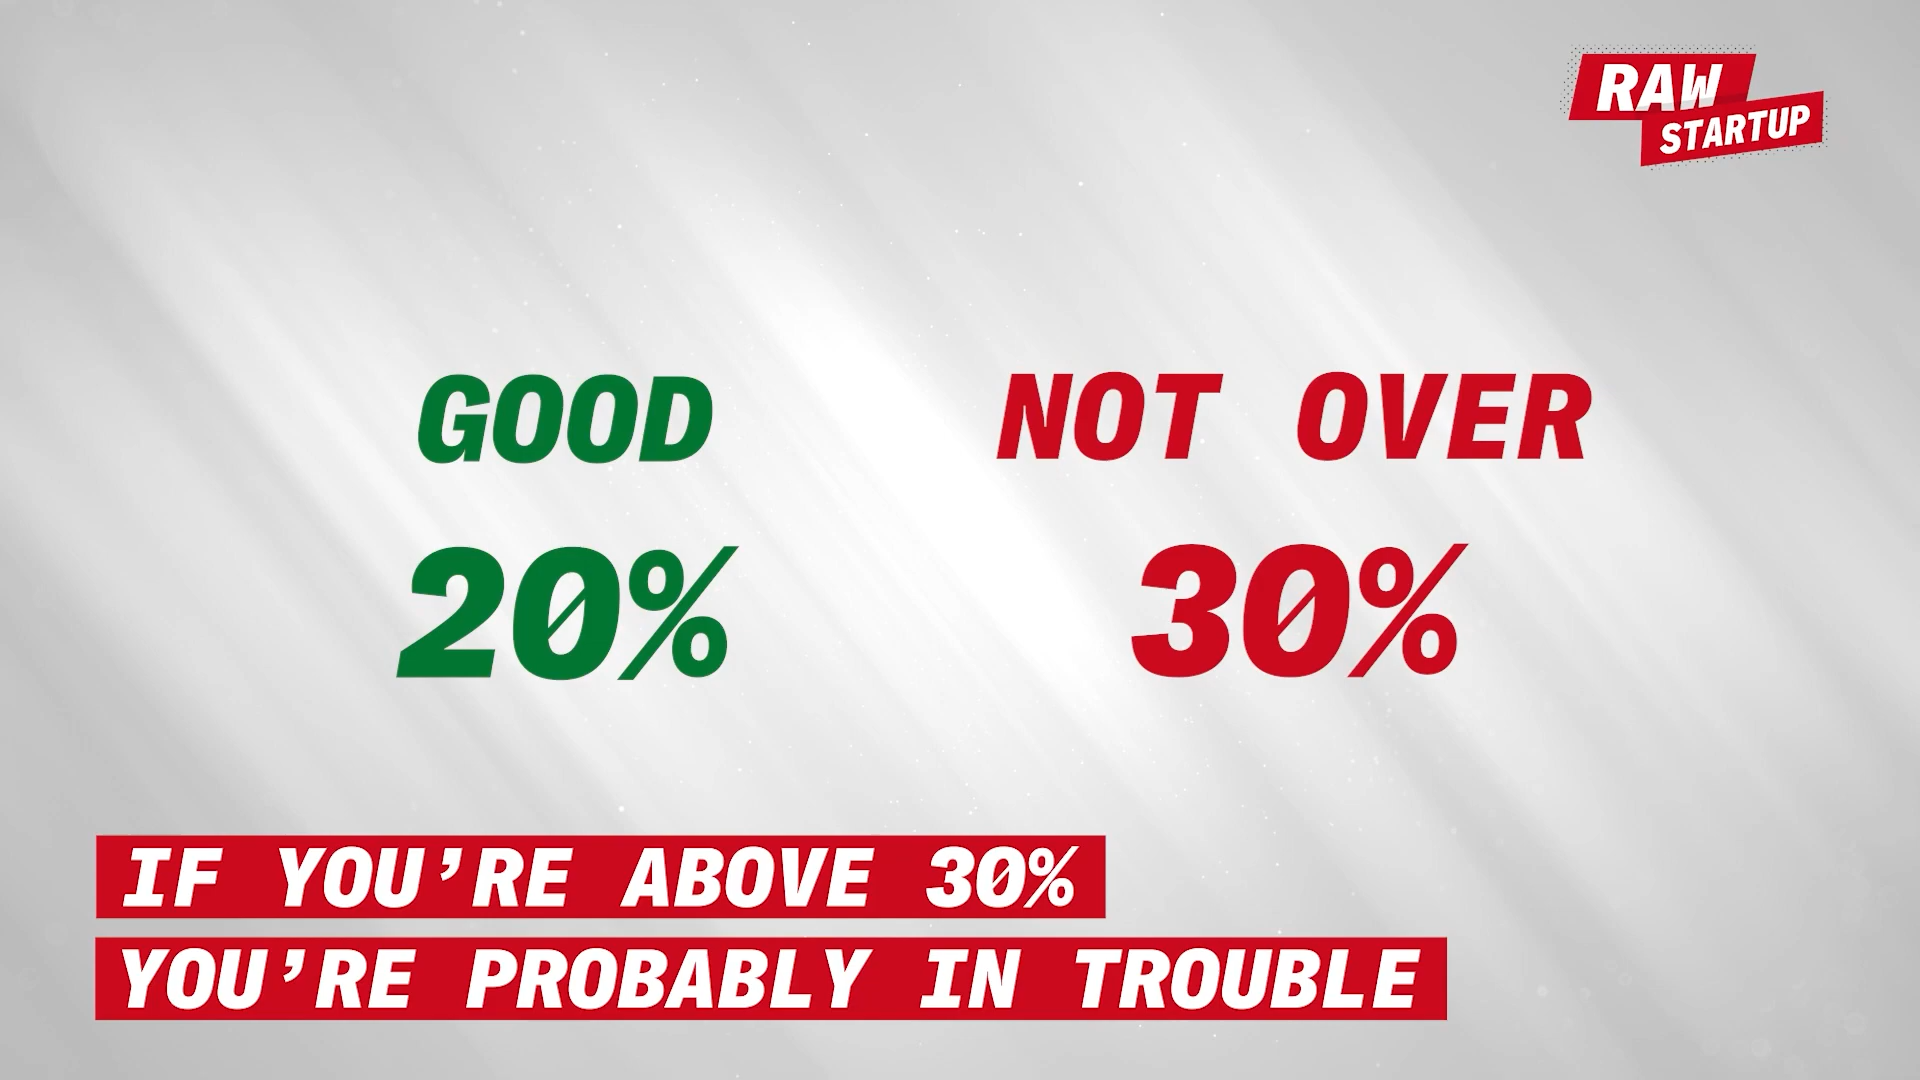 RAW
STARTUP
GOOD
NOT OVER
20%
30%
IF YOU’RE ABOVE 30%
YOU’RE PROBABLY IN TROUBLE